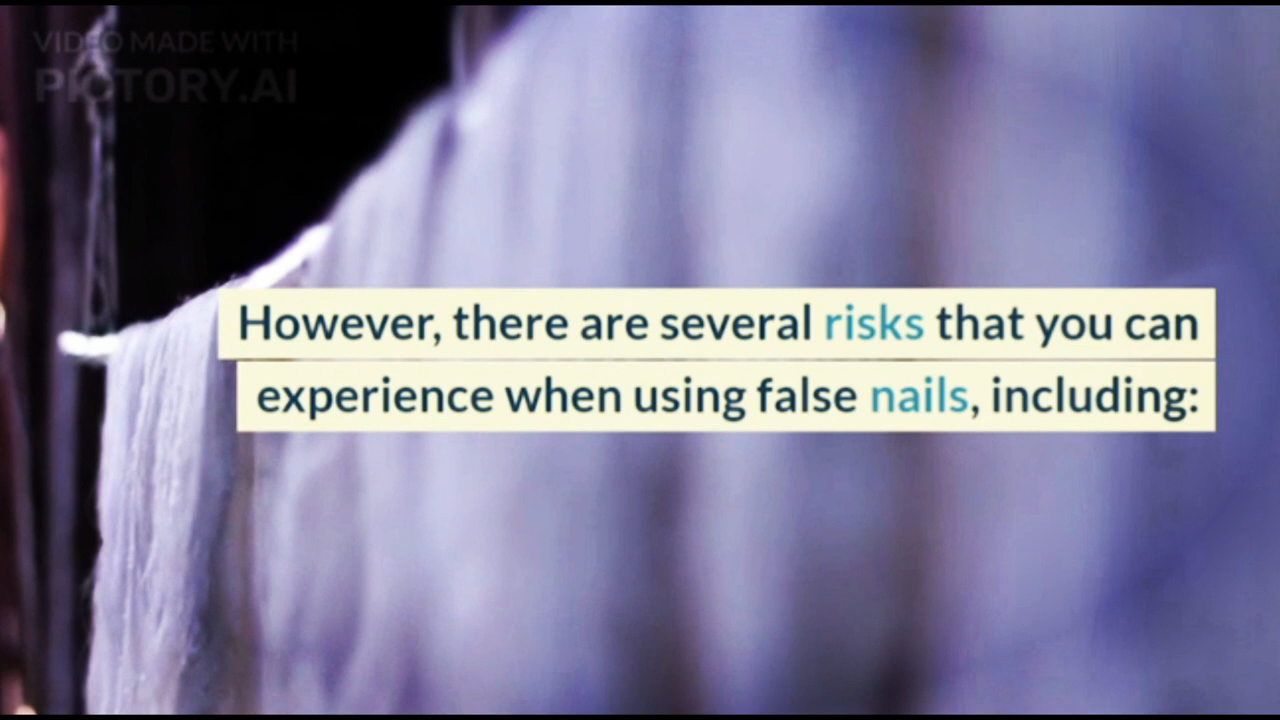 VIDEO MADE WITH
PICTORY.AI
However, there are several risks that you can
experience when using false nails, including: